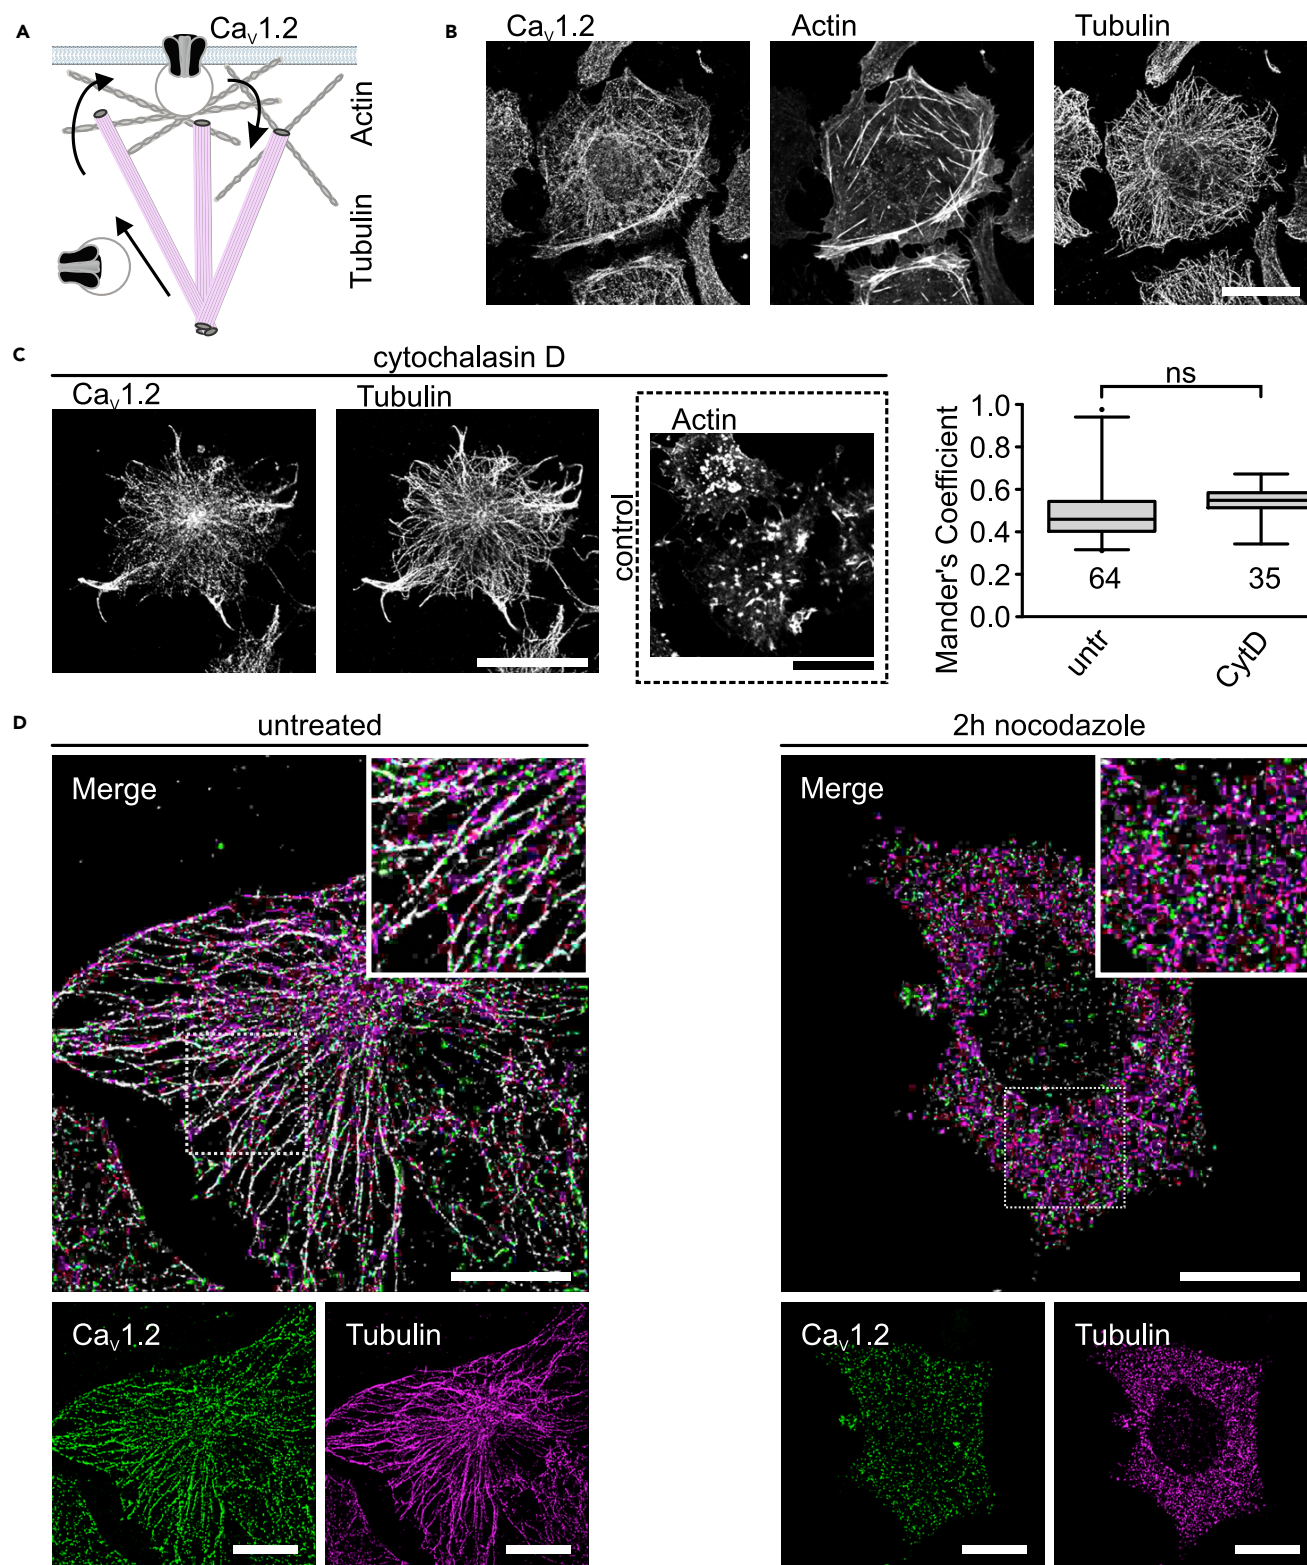 A
Caᵥ1.2
Actin
Tubulin
B
Caᵥ1.2
Actin
Tubulin
C
cytochalasin D
Caᵥ1.2
Tubulin
control
Actin
ns
Mander's Coefficient
1.0
0.8
0.6
0.4
0.2
0.0
64
35
untr
CytD
D
untreated
2h nocodazole
Merge
Merge
Caᵥ1.2
Tubulin
Caᵥ1.2
Tubulin